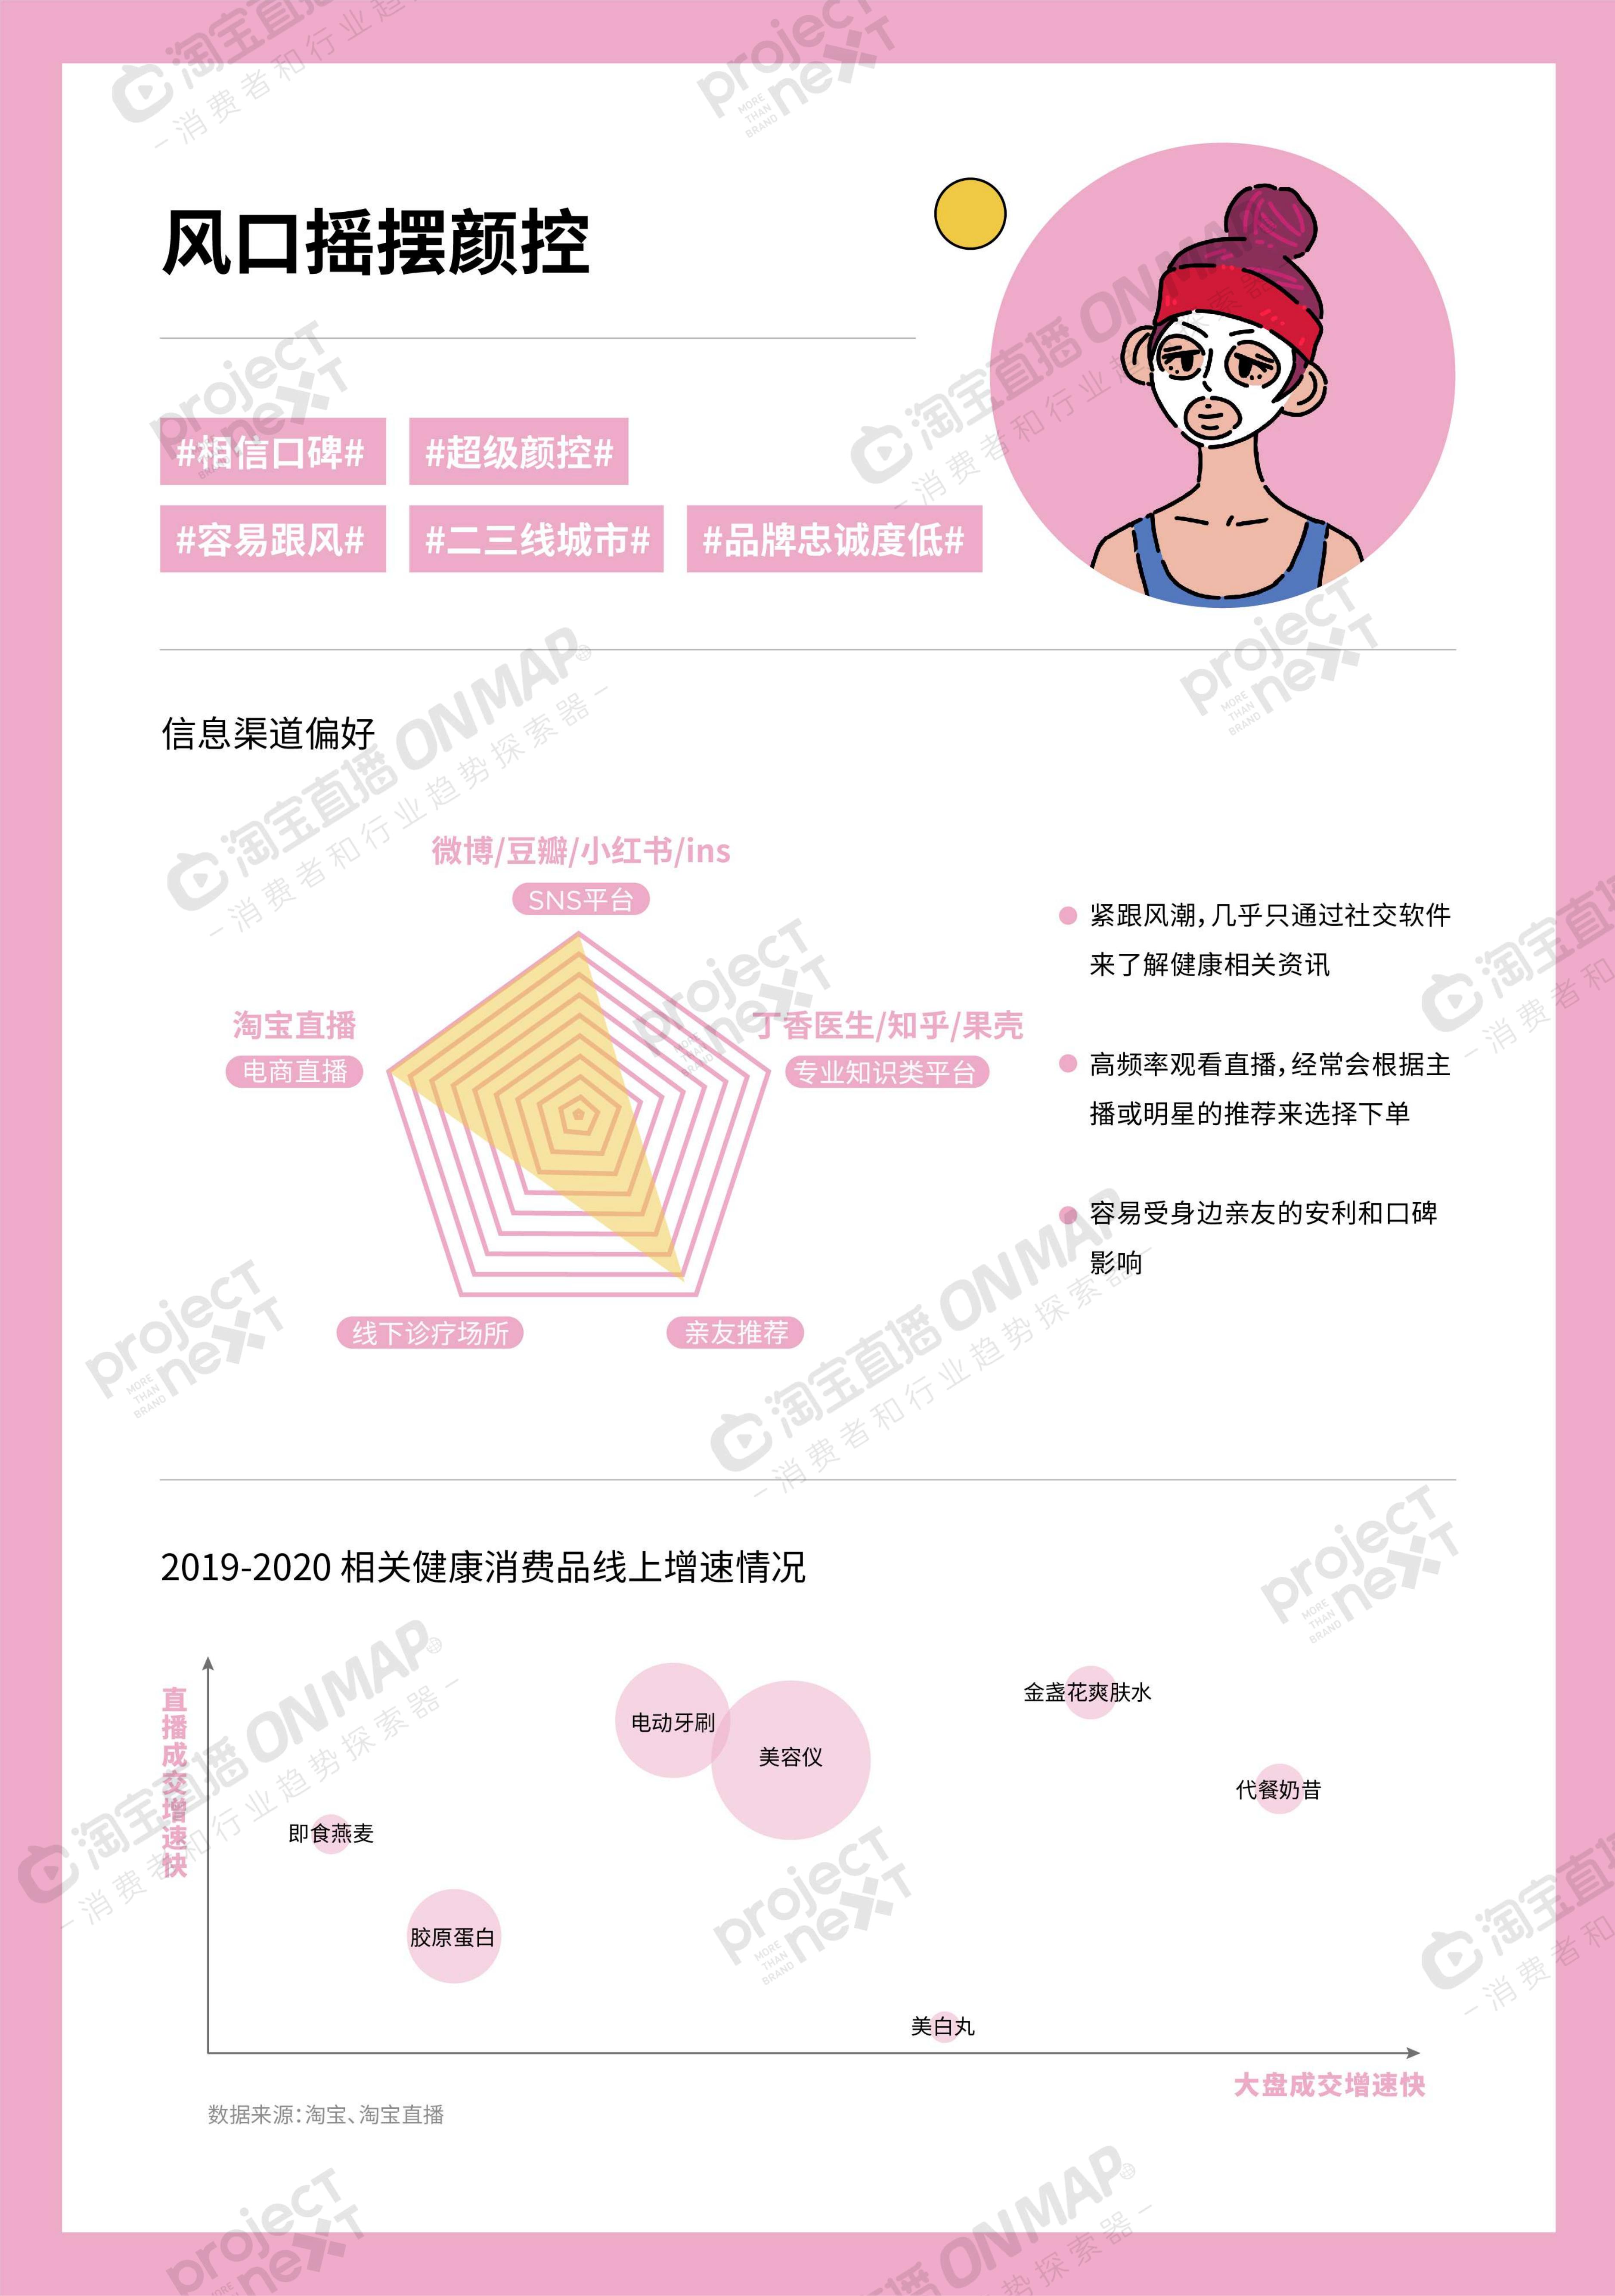 风口摇摆颜控
#相信口碑# #超级颜控#
#容易跟风# #二三线城市# #品牌忠诚度低#
信息渠道偏好
微博/豆瓣/小红书/ins
SNS平台
淘宝直播
电商直播
丁香医生/知乎/果壳
专业知识类平台
线下诊疗场所
亲友推荐
紧跟风潮，几乎只通过社交软件
来了解健康相关资讯
高频率观看直播，经常会根据主
播或明星的推荐来选择下单
容易受身边亲友的安利和口碑
影响
2019-2020 相关健康消费品线上增速情况
直播成交增速快
电动牙刷
美容仪
金盏花爽肤水
代餐奶昔
即食燕麦
胶原蛋白
美白丸
大盘成交增速快
数据来源：淘宝、淘宝直播
淘宝直播 ONMAP
－消费者和行业趋势探索器－
project
next
MORE
THAN
BRAND